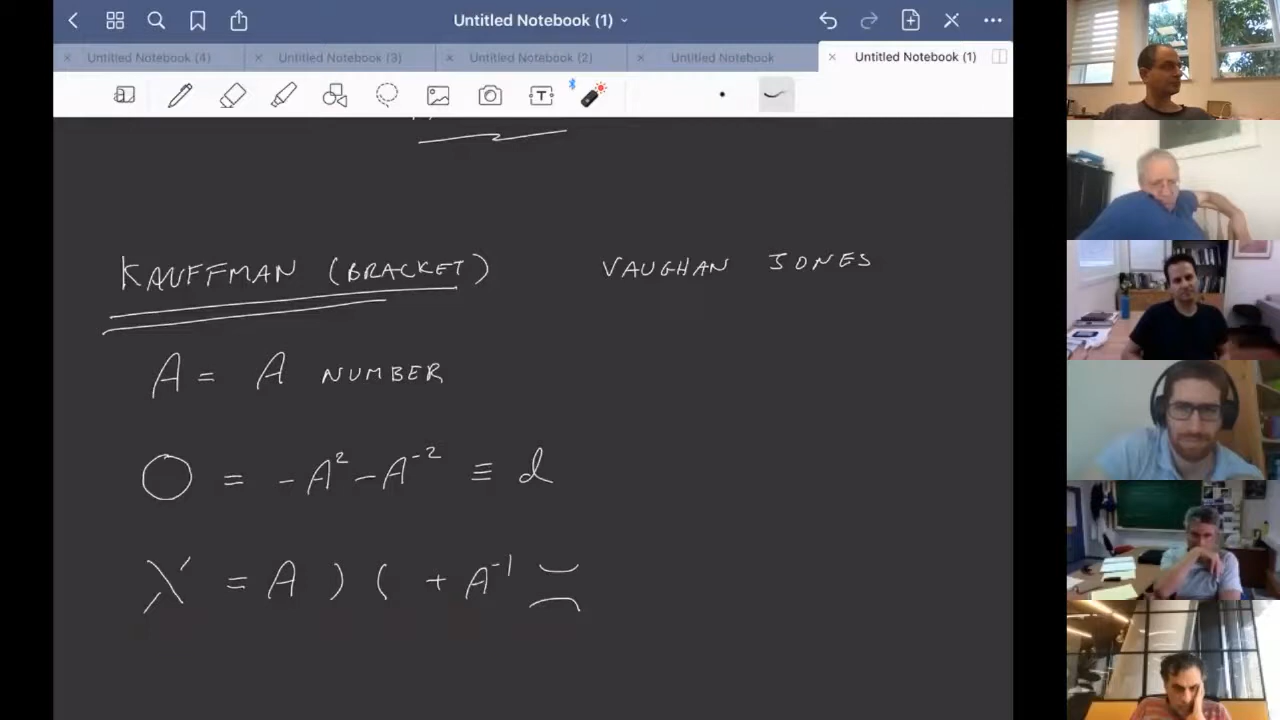 Untitled Notebook (1)
Untitled Notebook (4) Untitled Notebook (3) Untitled Notebook (2) Untitled Notebook Untitled Notebook (1)
T
KAUFFMAN (BRACKET) VAUGHAN JONES
A = A NUMBER
○ = -A² - A⁻² ≡ d
= A ) ( + A⁻¹